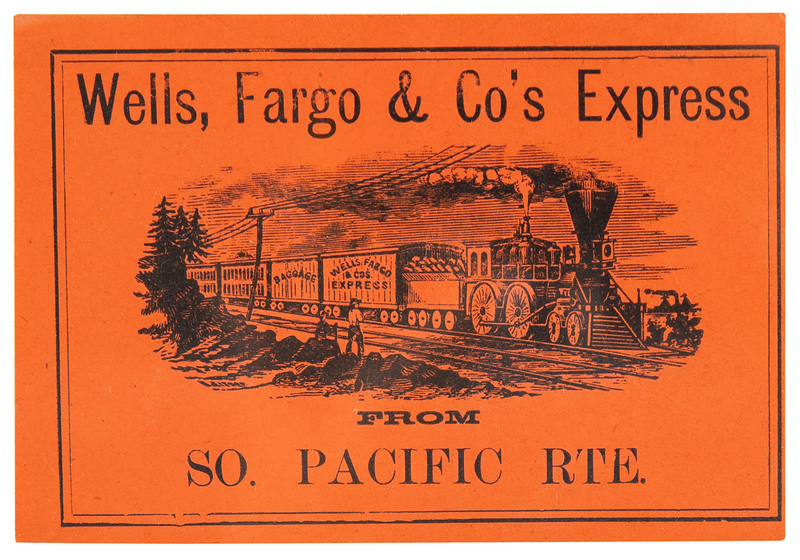 Wells, Fargo & Co's Express
BAGGAGE
WELLS, FARGO
& CO'S
EXPRESS
FROM
SO. PACIFIC RTE.